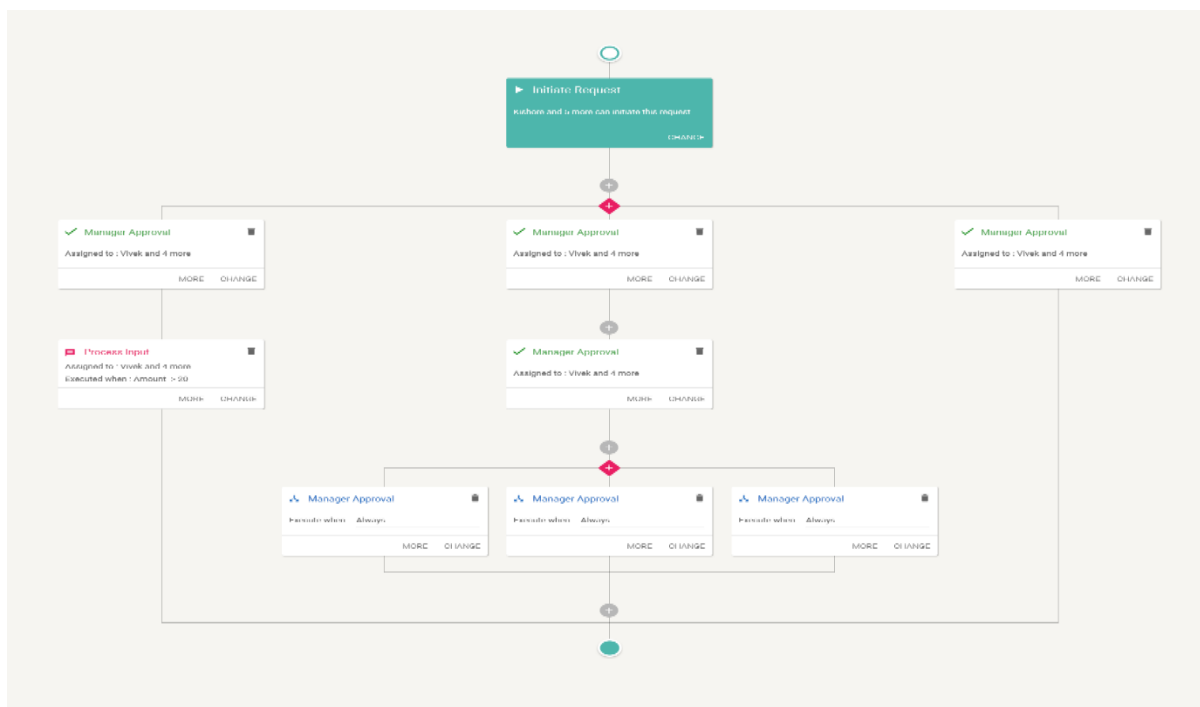 Initiate Request
Kishore and 5 more can initiate this request
CHANGE
Manager Approval
Assigned to : Vivek and 4 more
MORE CHANGE
Manager Approval
Assigned to : Vivek and 4 more
MORE CHANGE
Manager Approval
Assigned to : Vivek and 4 more
MORE CHANGE
Process Input
Assigned to : Vivek and 4 more
Executed when : Amount > 20
MORE CHANGE
Manager Approval
Assigned to : Vivek and 4 more
MORE CHANGE
Manager Approval
Execute when Always
MORE CHANGE
Manager Approval
Execute when Always
MORE CHANGE
Manager Approval
Execute when Always
MORE CHANGE